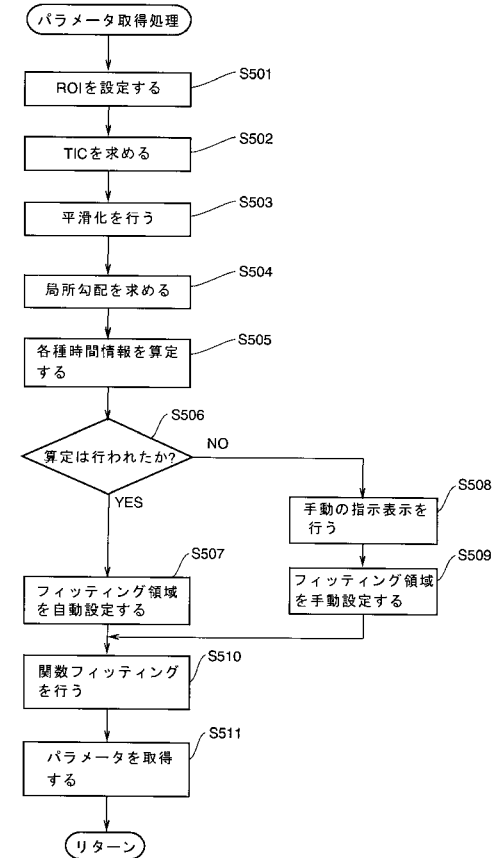 パラメータ取得処理
ROIを設定する
S501
TICを求める
S502
平滑化を行う
S503
局所勾配を求める
S504
各種時間情報を算定
する
S505
算定は行われたか?
S506
NO
YES
手動の指示表示を
行う
S508
フィッティング領域
を自動設定する
S507
フィッティング領域
を手動設定する
S509
関数フィッティング
を行う
S510
パラメータを取得
する
S511
リターン